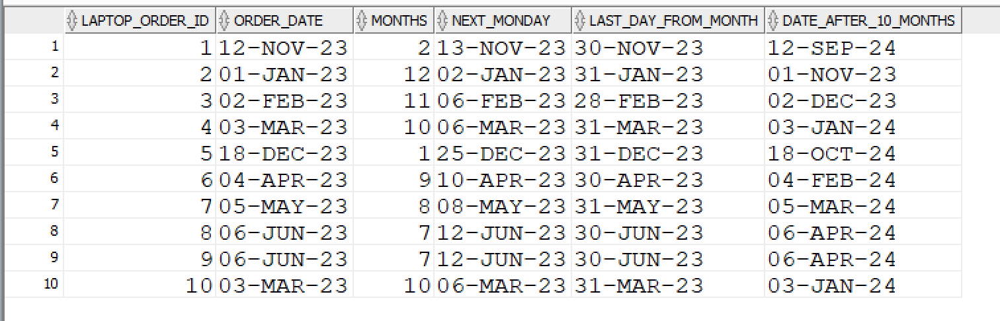 LAPTOP_ORDER_ID ORDER_DATE MONTHS NEXT_MONDAY LAST_DAY_FROM_MONTH DATE_AFTER_10_MONTHS
1 1 12-NOV-23 2 13-NOV-23 30-NOV-23 12-SEP-24
2 2 01-JAN-23 12 02-JAN-23 31-JAN-23 01-NOV-23
3 3 02-FEB-23 11 06-FEB-23 28-FEB-23 02-DEC-23
4 4 03-MAR-23 10 06-MAR-23 31-MAR-23 03-JAN-24
5 5 18-DEC-23 1 25-DEC-23 31-DEC-23 18-OCT-24
6 6 04-APR-23 9 10-APR-23 30-APR-23 04-FEB-24
7 7 05-MAY-23 8 08-MAY-23 31-MAY-23 05-MAR-24
8 8 06-JUN-23 7 12-JUN-23 30-JUN-23 06-APR-24
9 9 06-JUN-23 7 12-JUN-23 30-JUN-23 06-APR-24
10 10 03-MAR-23 10 06-MAR-23 31-MAR-23 03-JAN-24